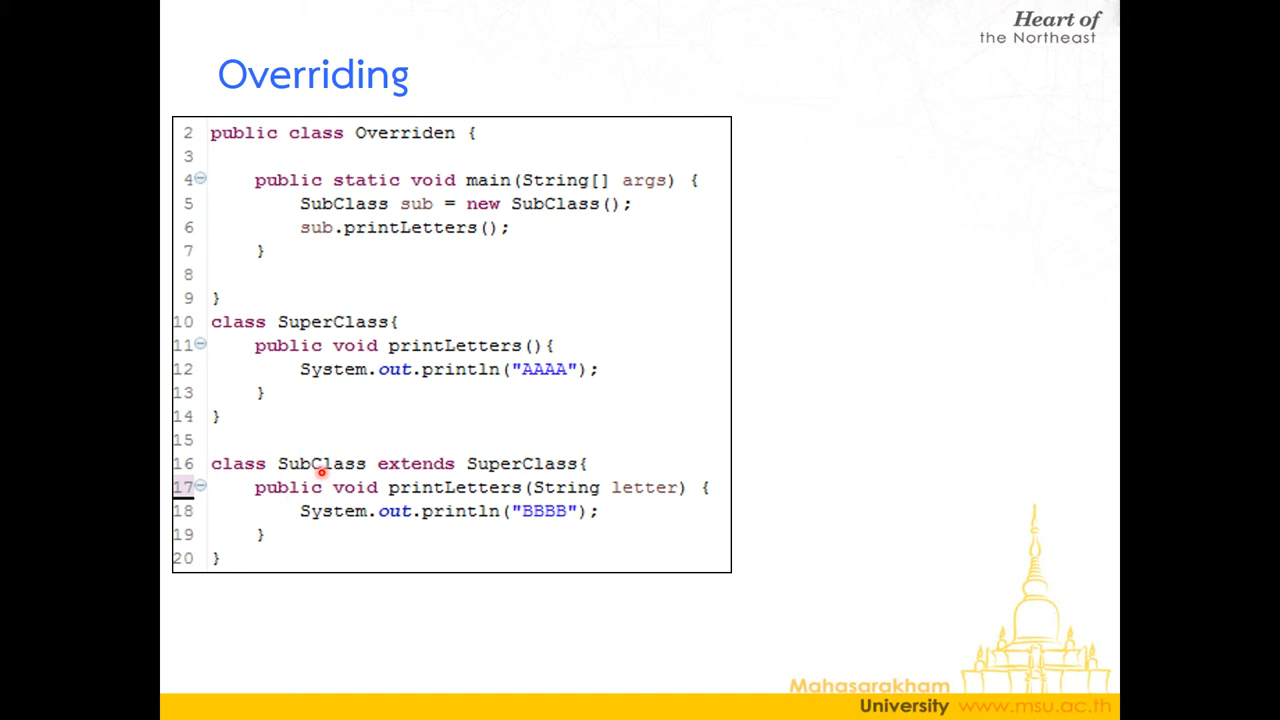 Heart of
the Northeast
Overriding
2 public class Overriden {
3
4 public static void main(String[] args) {
5 SubClass sub = new SubClass();
6 sub.printLetters();
7 }
8
9 }
10 class SuperClass{
11 public void printLetters(){
12 System.out.println("AAAA");
13 }
14 }
15
16 class SubClass extends SuperClass{
17 public void printLetters(String letter) {
18 System.out.println("BBBB");
19 }
20 }
Mahasarakham
University www.msu.ac.th